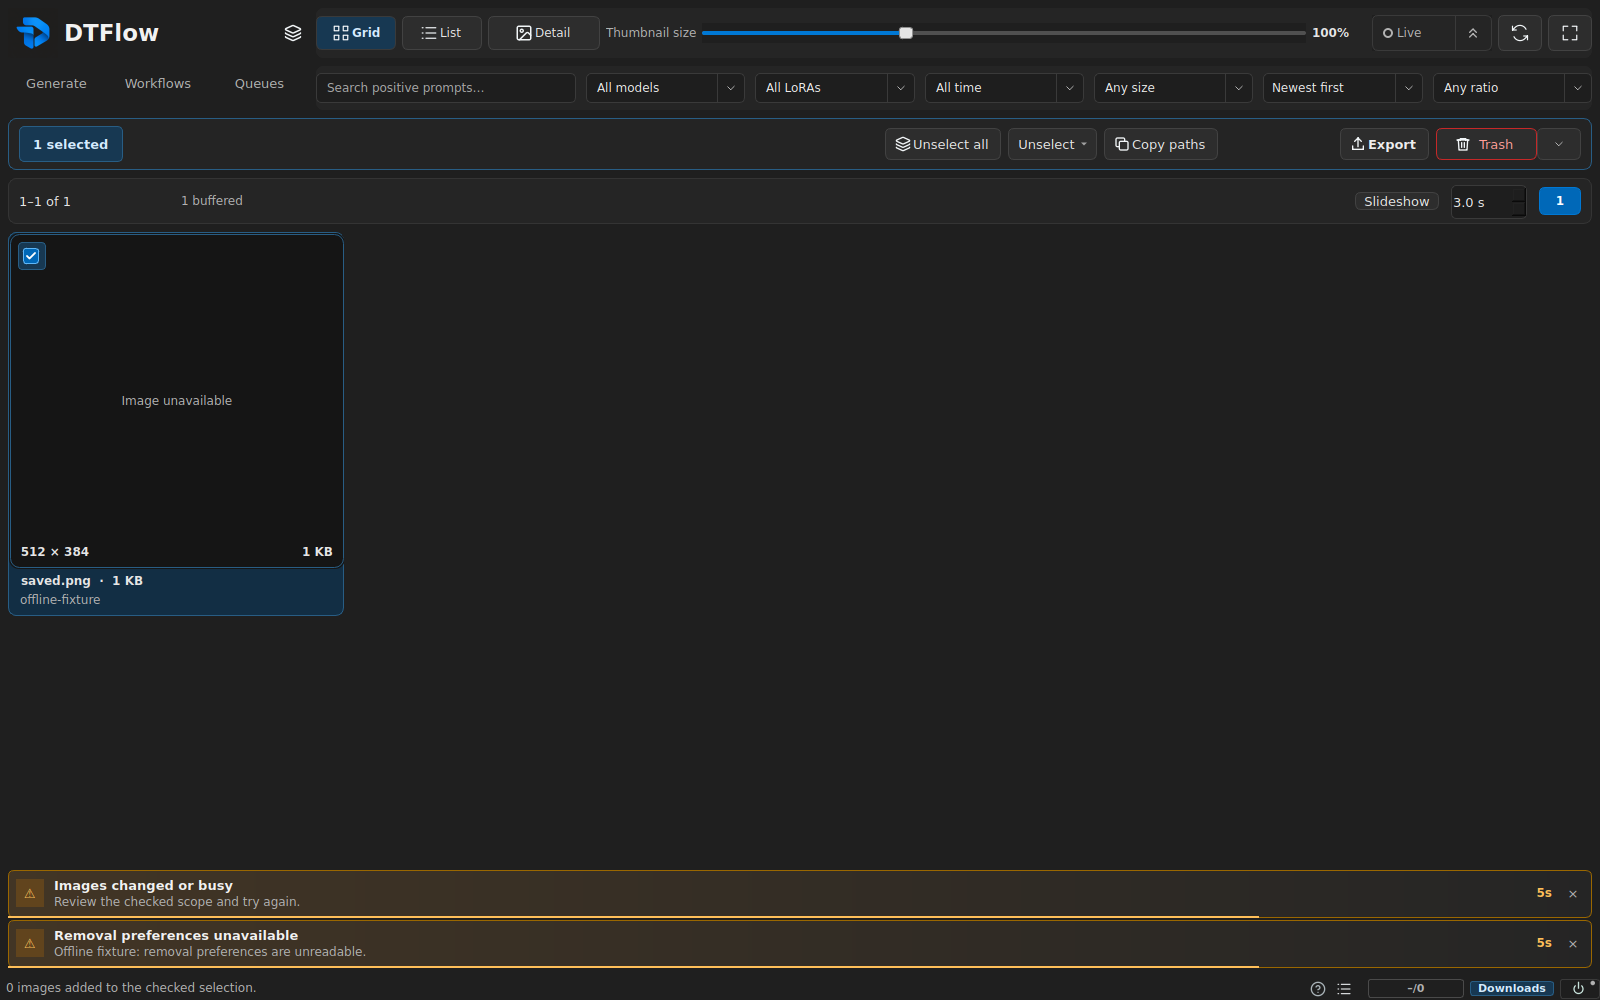 DTFlow
Grid
List
Detail
Thumbnail size
100%
Live
Generate
Workflows
Queues
Search positive prompts...
All models
All LoRAs
All time
Any size
Newest first
Any ratio
1 selected
Unselect all
Unselect
Copy paths
Export
Trash
1–1 of 1
1 buffered
Slideshow
3.0 s
1
Image unavailable
512 × 384
1 KB
saved.png · 1 KB
offline-fixture
Images changed or busy
Review the checked scope and try again.
5s
Removal preferences unavailable
Offline fixture: removal preferences are unreadable.
5s
0 images added to the checked selection.
–/0
Downloads